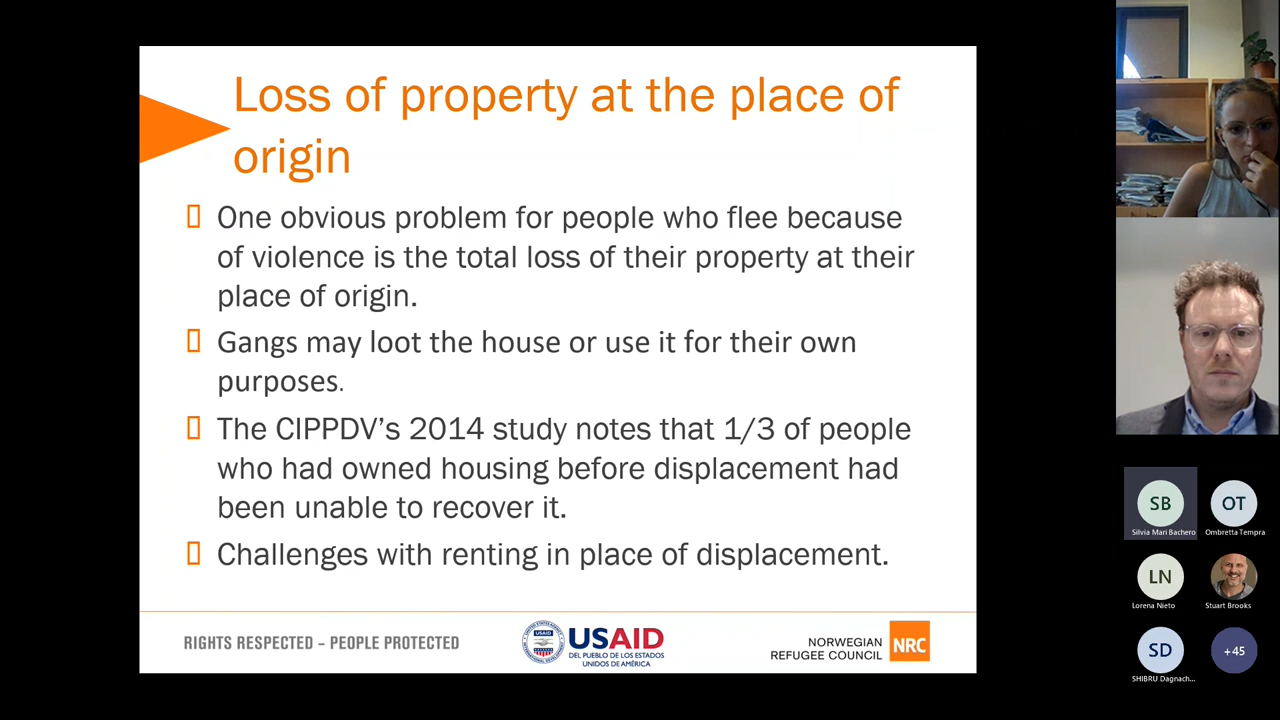 Loss of property at the place of
origin
One obvious problem for people who flee because
of violence is the total loss of their property at their
place of origin.
Gangs may loot the house or use it for their own
purposes.
The CIPPDV's 2014 study notes that 1/3 of people
who had owned housing before displacement had
been unable to recover it.
Challenges with renting in place of displacement.
RIGHTS RESPECTED – PEOPLE PROTECTED
USAID
USAID
DEL PUEBLO DE LOS ESTADOS
UNIDOS DE AMÉRICA
NORWEGIAN
REFUGEE COUNCIL
NRC
SB
Silvia Mari Bachero
OT
Ombretta Tempra
LN
Lorena Nieto
Stuart Brooks
SD
SHIBRU Dagnach...
+45